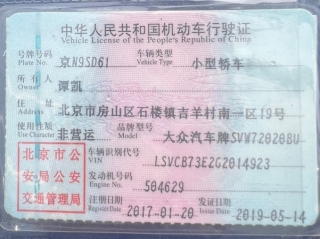 中华人民共和国机动车行驶证
Vehicle License of the People's Republic of China
号牌号码 京N9SD61 车辆类型 小型轿车
Plate No. Vehicle Type
所有人 谭凯
Owner
住址 北京市房山区石楼镇吉羊村南一区19号
Address
使用性质 非营运 品牌型号 大众汽车牌SVW72020BU
Use Character Model
北京市公安局公安交通管理局
车辆识别代号 LSVCB73E2G2014923
VIN
发动机号码 504629
Engine No.
注册日期 2017-01-20 发证日期 2019-05-14
Register Date Issue Date